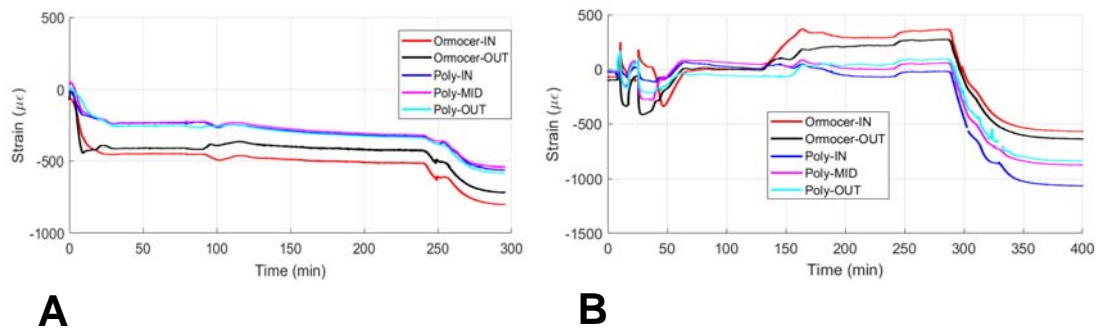 500
0
-500
-1000
Strain (με)
0
50
100
150
200
250
300
Time (min)
Ormocer-IN
Ormocer-OUT
Poly-IN
Poly-MID
Poly-OUT
A
500
0
-500
-1000
-1500
Strain (με)
0
50
100
150
200
250
300
350
400
Time (min)
Ormocer-IN
Ormocer-OUT
Poly-IN
Poly-MID
Poly-OUT
B